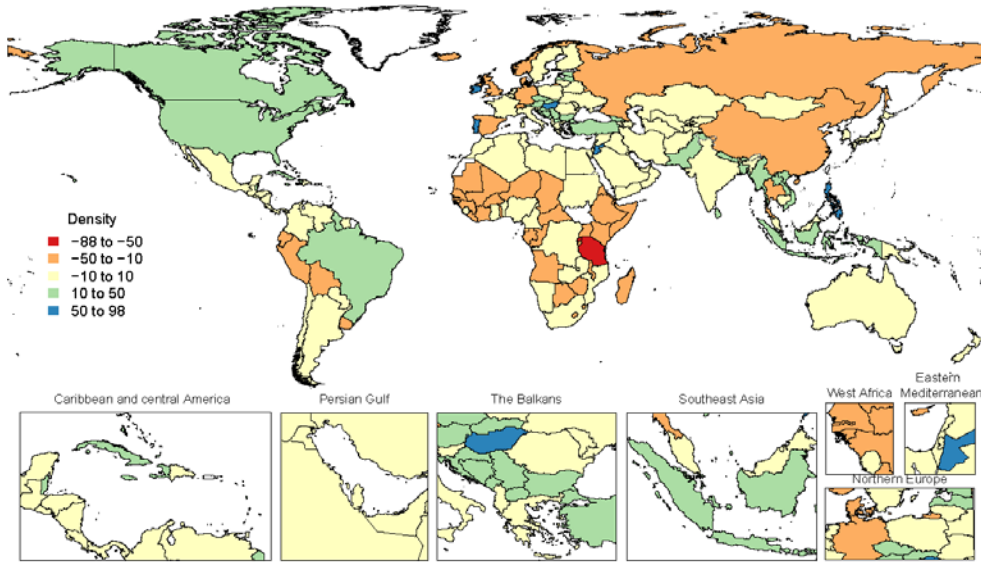 Density
−88 to −50
−50 to −10
−10 to 10
10 to 50
50 to 98
Caribbean and central America
Persian Gulf
The Balkans
Southeast Asia
West Africa
Eastern
Mediterranean
Northern Europe